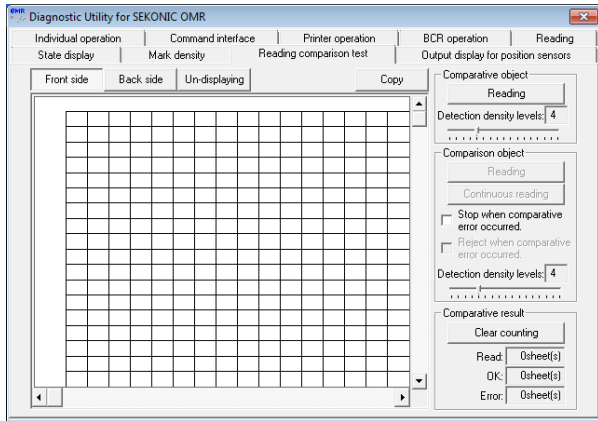 OMR
Diagnostic Utility for SEKONIC OMR
Individual operation
Command interface
Printer operation
BCR operation
Reading
State display
Mark density
Reading comparison test
Output display for position sensors
Front side
Back side
Un-displaying
Copy
Comparative object
Reading
Detection density levels: 4
Comparison object
Reading
Continuous reading
Stop when comparative
error occurred.
Reject when comparative
error occurred.
Detection density levels: 4
Comparative result
Clear counting
Read: 0sheet(s)
OK: 0sheet(s)
Error: 0sheet(s)